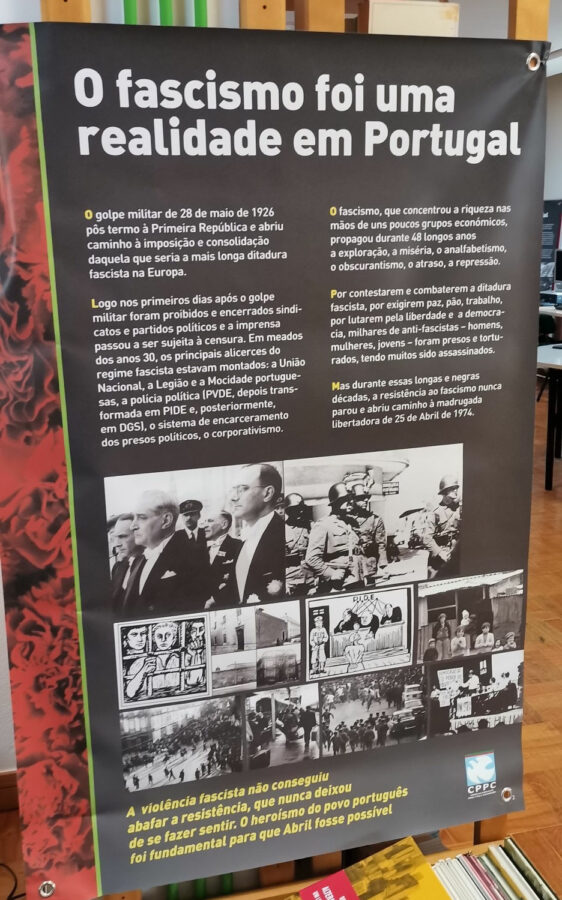 O fascismo foi uma
realidade em Portugal
O golpe militar de 28 de maio de 1926
pôs termo à Primeira República e abriu
caminho à imposição e consolidação
daquela que seria a mais longa ditadura
fascista na Europa.
Logo nos primeiros dias após o golpe
militar foram proibidos e encerrados sindi-
catos e partidos políticos e a imprensa
passou a ser sujeita à censura. Em meados
dos anos 30, os principais alicerces do
regime fascista estavam montados: a União
Nacional, a Legião e a Mocidade portugue-
sas, a polícia política (PVDE, depois trans-
formada em PIDE e, posteriormente,
em DGS), o sistema de encarceramento
dos presos políticos, o corporativismo.
O fascismo, que concentrou a riqueza nas
mãos de uns poucos grupos económicos,
propagou durante 48 longos anos
a exploração, a miséria, o analfabetismo,
o obscurantismo, o atraso, a repressão.
Por contestarem e combaterem a ditadura
fascista, por exigirem paz, pão, trabalho,
por lutarem pela liberdade e a democra-
cia, milhares de anti-fascistas – homens,
mulheres, jovens – foram presos e tortu-
rados, tendo muitos sido assassinados.
Mas durante essas longas e negras
décadas, a resistência ao fascismo nunca
parou e abriu caminho à madrugada
libertadora de 25 de Abril de 1974.
P.I.D.E.
A violência fascista não conseguiu
abafar a resistência, que nunca deixou
de se fazer sentir. O heroísmo do povo português
foi fundamental para que Abril fosse possível
CPPC